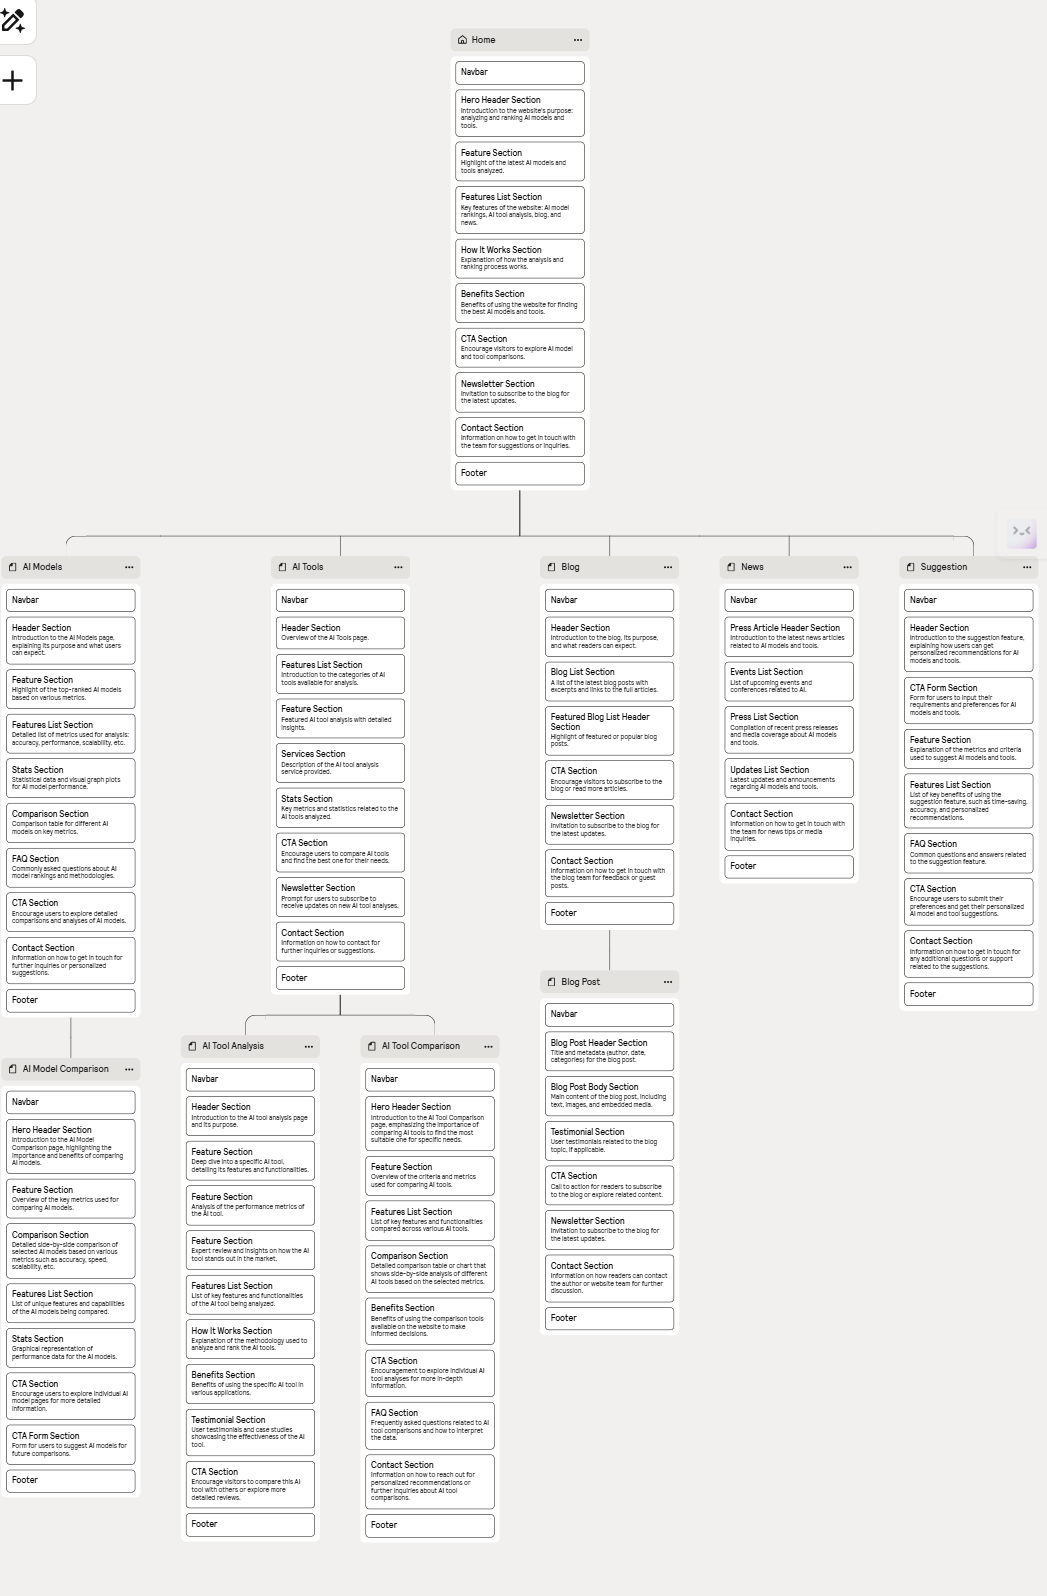 Home
Navbar
Hero Header Section
Introduction to the website's purpose:
analyzing and ranking AI models and
tools.
Feature Section
Highlight of the latest AI models and
tools analyzed.
Features List Section
Key features of the website: AI model
rankings, AI tool analysis, blog, and
news.
How It Works Section
Explanation of how the analysis and
ranking process works.
Benefits Section
Benefits of using the website for finding
the best AI models and tools.
CTA Section
Encourage visitors to explore AI model
and tool comparisons.
Newsletter Section
Invitation to subscribe to the blog for
the latest updates.
Contact Section
Information on how to get in touch with
the team for suggestions or inquiries.
Footer
AI Models
Navbar
Header Section
Introduction to the AI Models page,
explaining its purpose and what users
can expect.
Feature Section
Highlight of the top-ranked AI models
based on various metrics.
Features List Section
Detailed list of metrics used for analysis:
accuracy, performance, scalability, etc.
Stats Section
Statistical data and visual graph plots
for AI model performance.
Comparison Section
Comparison table for different AI
models on key metrics.
FAQ Section
Commonly asked questions about AI
model rankings and methodologies.
CTA Section
Encourage users to explore detailed
comparisons and analyses of AI models.
Contact Section
Information on how to get in touch for
further inquiries or personalized
suggestions.
Footer
AI Model Comparison
Navbar
Hero Header Section
Introduction to the AI Model
Comparison page, highlighting the
importance and benefits of comparing
AI models.
Feature Section
Overview of the key metrics used for
comparing AI models.
Comparison Section
Detailed side-by-side comparison of
selected AI models based on various
metrics such as accuracy, speed,
scalability, etc.
Features List Section
List of unique features and capabilities
of the AI models being compared.
Stats Section
Graphical representation of
performance data for the AI models.
CTA Section
Encourage users to explore individual AI
model pages for more detailed
information.
CTA Form Section
Form for users to suggest AI models for
future comparisons.
Footer
AI Tools
Navbar
Header Section
Overview of the AI Tools page.
Features List Section
Introduction to the categories of AI
tools available for analysis.
Feature Section
Featured AI tool analysis with detailed
insights.
Services Section
Description of the AI tool analysis
service provided.
Stats Section
Key metrics and statistics related to the
AI tools analyzed.
CTA Section
Encourage users to compare AI tools
and find the best one for their needs.
Newsletter Section
Prompt for users to subscribe to
receive updates on new AI tool analyses.
Contact Section
Information on how to contact for
further inquiries or suggestions.
Footer
AI Tool Analysis
Navbar
Header Section
Introduction to the AI tool analysis page
and its purpose.
Feature Section
Deep dive into a specific AI tool,
detailing its features and functionalities.
Feature Section
Analysis of the performance metrics of
the AI tool.
Feature Section
Expert review and insights on how the AI
tool stands out in the market.
Features List Section
List of key features and functionalities
of the AI tool being analyzed.
How It Works Section
Explanation of the methodology used to
analyze and rank the AI tools.
Benefits Section
Benefits of using the specific AI tool in
various applications.
Testimonial Section
User testimonials and case studies
showcasing the effectiveness of the AI
tool.
CTA Section
Encourage visitors to compare this AI
tool with others or explore more
detailed reviews.
Footer
AI Tool Comparison
Navbar
Hero Header Section
Introduction to the AI Tool Comparison
page, emphasizing the importance of
comparing AI tools to find the most
suitable one for specific needs.
Feature Section
Overview of the criteria and metrics
used for comparing AI tools.
Features List Section
List of key features and functionalities
compared across various AI tools.
Comparison Section
Detailed comparison table or chart that
shows side-by-side analysis of different
AI tools based on the selected metrics.
Benefits Section
Benefits of using the comparison tools
available on the website to make
informed decisions.
CTA Section
Encouragement to explore individual AI
tool analyses for more in-depth
information.
FAQ Section
Frequently asked questions related to AI
tool comparisons and how to interpret
the data.
Contact Section
Information on how to reach out for
personalized recommendations or
further inquiries about AI tool
comparisons.
Footer
Blog
Navbar
Header Section
Introduction to the blog, its purpose,
and what readers can expect.
Blog List Section
A list of the latest blog posts with
excerpts and links to the full articles.
Featured Blog List Header
Section
Highlight of featured or popular blog
posts.
CTA Section
Encourage visitors to subscribe to the
blog or read more articles.
Newsletter Section
Invitation to subscribe to the blog for
the latest updates.
Contact Section
Information on how to get in touch with
the blog team for feedback or guest
posts.
Footer
Blog Post
Navbar
Blog Post Header Section
Title and metadata (author, date,
categories) for the blog post.
Blog Post Body Section
Main content of the blog post, including
text, images, and embedded media.
Testimonial Section
User testimonials related to the blog
topic, if applicable.
CTA Section
Call to action for readers to subscribe
to the blog or explore related content.
Newsletter Section
Invitation to subscribe to the blog for
the latest updates.
Contact Section
Information on how readers can contact
the author or website team for further
discussion.
Footer
News
Navbar
Press Article Header Section
Introduction to the latest news articles
related to AI models and tools.
Events List Section
List of upcoming events and
conferences related to AI.
Press List Section
Compilation of recent press releases
and media coverage about AI models
and tools.
Updates List Section
Latest updates and announcements
regarding AI models and tools.
Contact Section
Information on how to get in touch with
the team for news tips or media
inquiries.
Footer
Suggestion
Navbar
Header Section
Introduction to the suggestion feature,
explaining how users can get
personalized recommendations for AI
models and tools.
CTA Form Section
Form for users to input their
requirements and preferences for AI
models and tools.
Feature Section
Explanation of the metrics and criteria
used to suggest AI models and tools.
Features List Section
List of key benefits of using the
suggestion feature, such as time-saving,
accuracy, and personalized
recommendations.
FAQ Section
Common questions and answers related
to the suggestion feature.
CTA Section
Encourage users to submit their
preferences and get their personalized
AI model and tool suggestions.
Contact Section
Information on how to get in touch for
any additional questions or support
related to the suggestions.
Footer